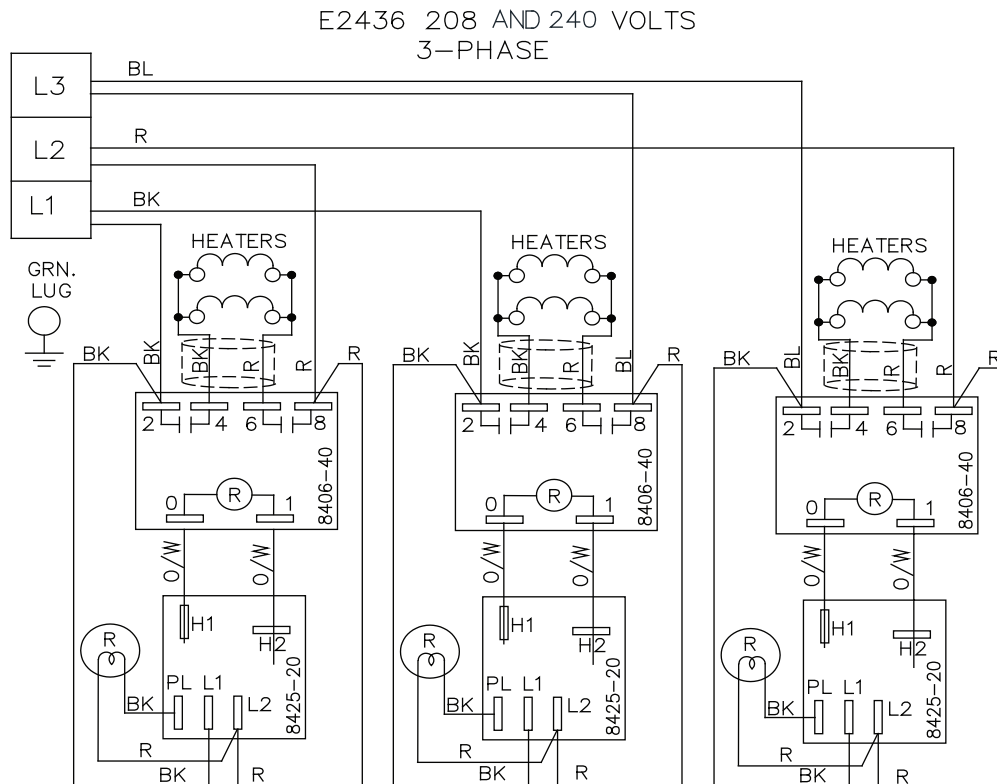 E2436 208 AND 240 VOLTS
3-PHASE
L3
BL
L2
R
L1
BK
GRN.
LUG
HEATERS
HEATERS
HEATERS
BK
BK
BK
R
R
R
BK
BK
BK
R
BL
R
BK
BL
BK
R
R
R
2
4
6
8
2
4
6
8
2
4
6
8
0
R
1
8406-40
0
R
1
8406-40
0
R
1
8406-40
O/W
O/W
O/W
O/W
O/W
O/W
R
H1
H2
8425-20
PL
L1
L2
BK
R
BK
R
R
H1
H2
8425-20
PL
L1
L2
BK
R
BK
R
R
H1
H2
8425-20
PL
L1
L2
BK
R
BK
R